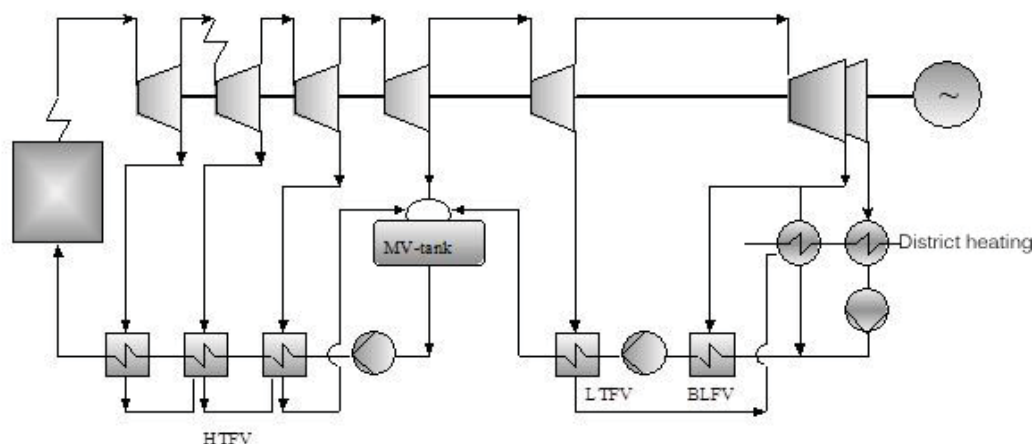 ~
MV-tank
District heating
LTFV
BLFV
HTFV